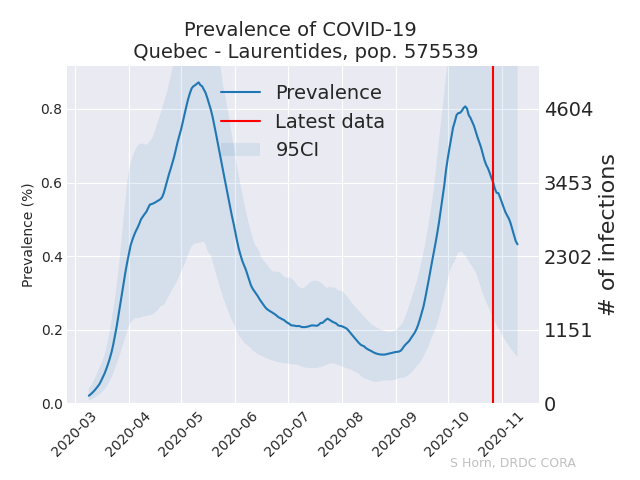 Prevalence of COVID-19
Quebec - Laurentides, pop. 575539
Prevalence
Latest data
95CI
Prevalence (%)
0.8
0.6
0.4
0.2
0.0
4604
3453
2302
1151
0
# of infections
2020-03
2020-04
2020-05
2020-06
2020-07
2020-08
2020-09
2020-10
2020-11
S Horn, DRDC CORA